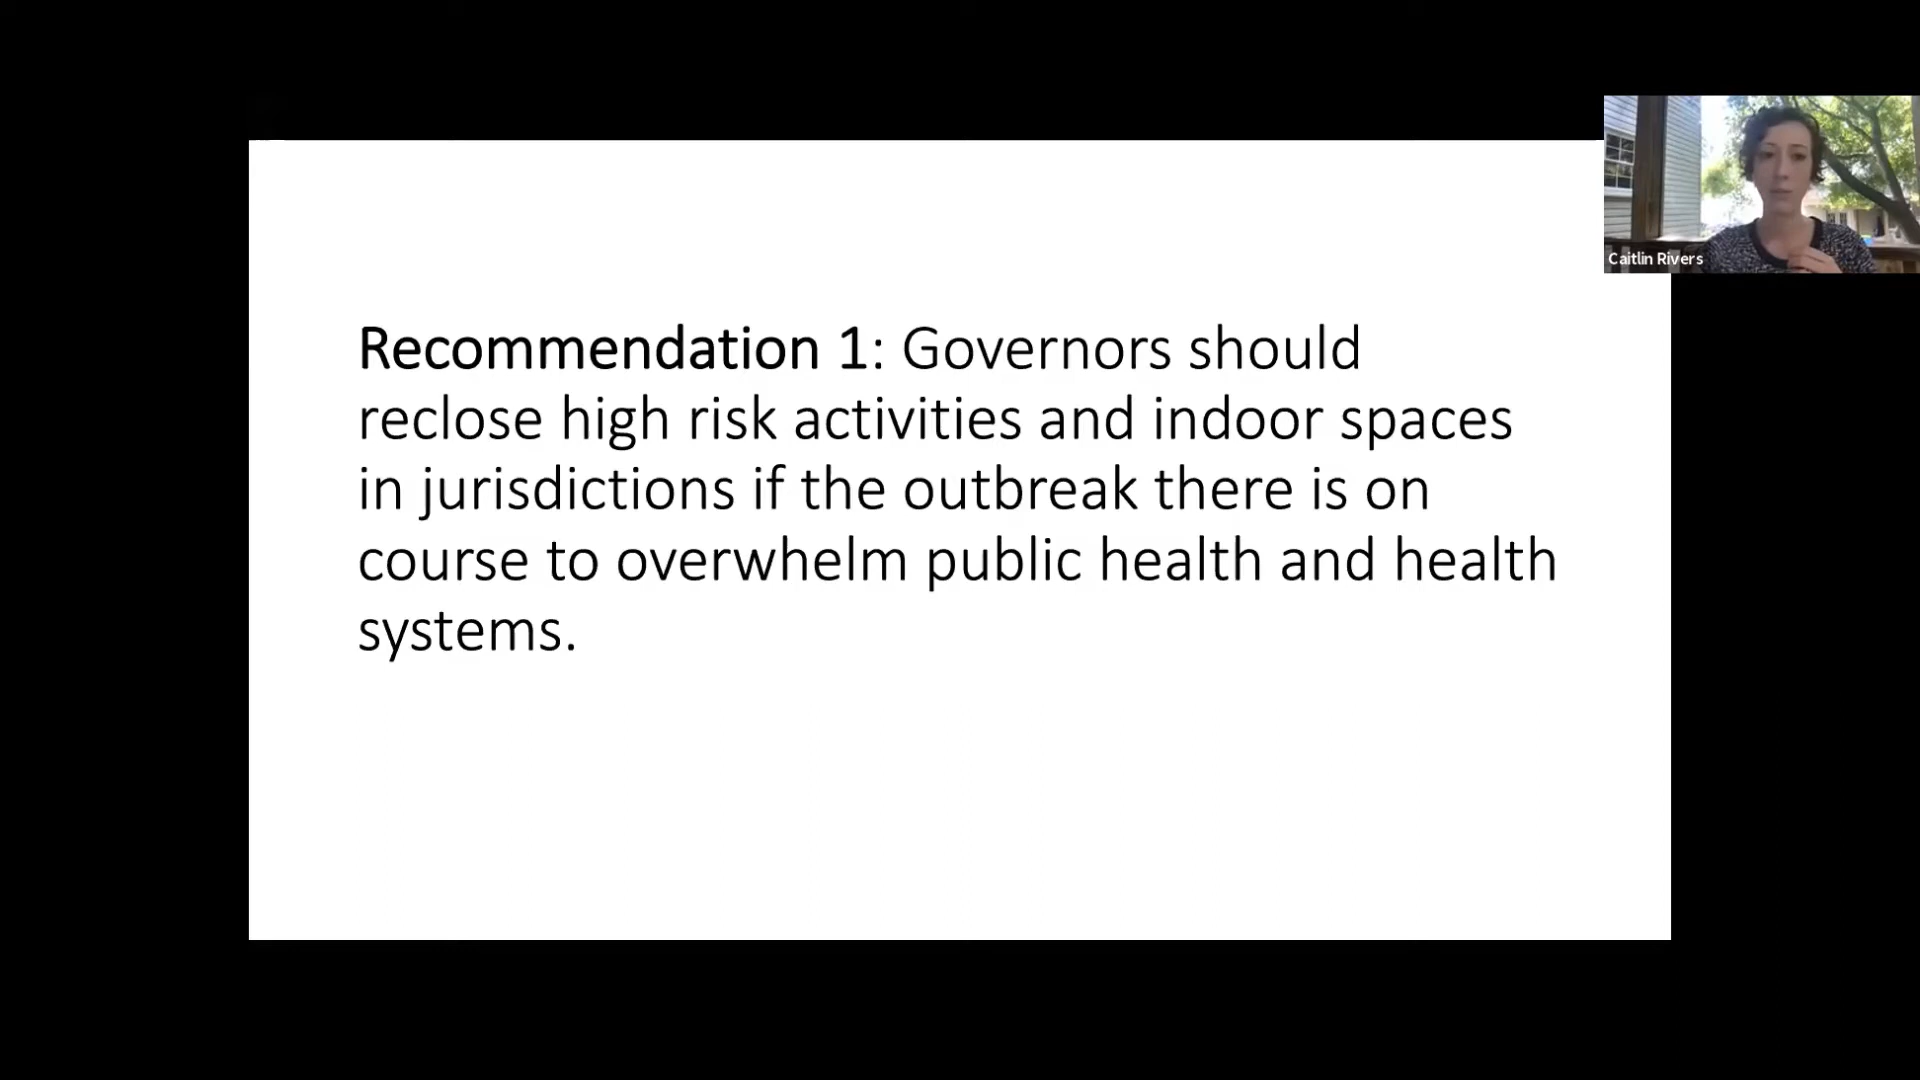 Caitlin Rivers
Recommendation 1: Governors should
reclose high risk activities and indoor spaces
in jurisdictions if the outbreak there is on
course to overwhelm public health and health
systems.